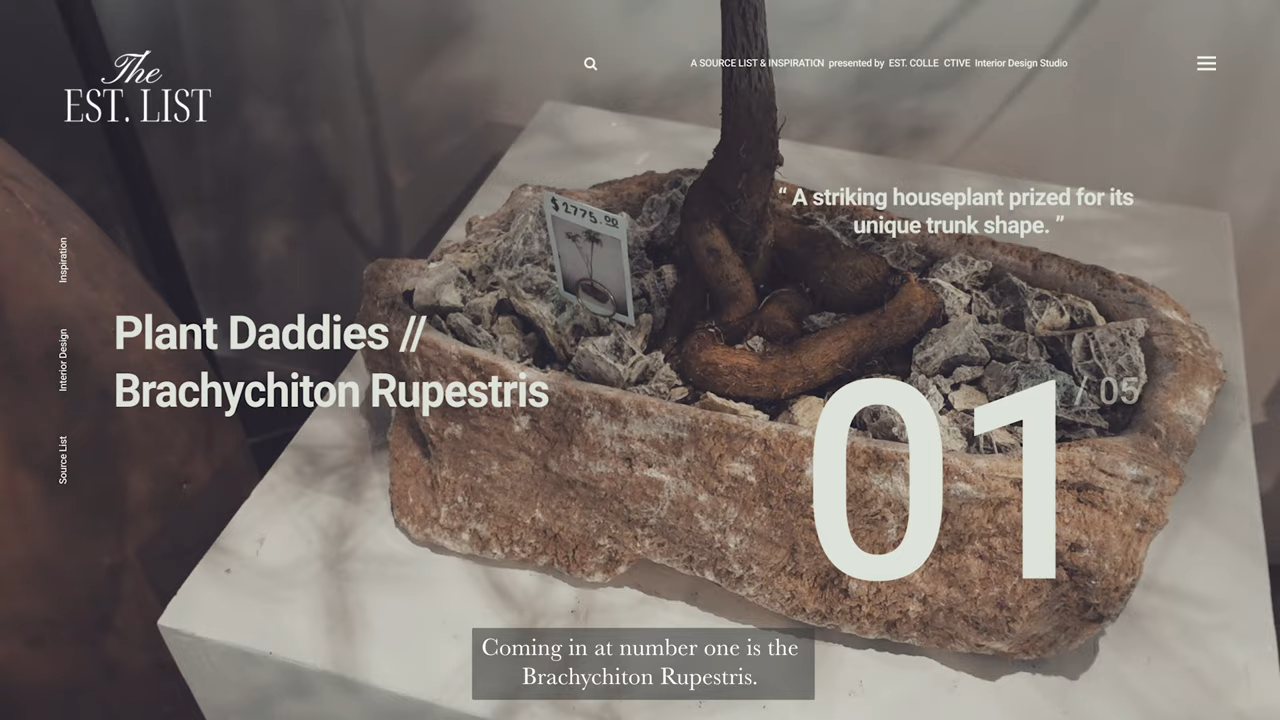 The
EST. LIST
A SOURCE LIST & INSPIRATION presented by EST. COLLE CTIVE Interior Design Studio
“ A striking houseplant prized for its
unique trunk shape. ”
$2775.00
Inspiration
Interior Design
Source List
Plant Daddies //
Brachychiton Rupestris
01
/ 05
Coming in at number one is the
Brachychiton Rupestris.